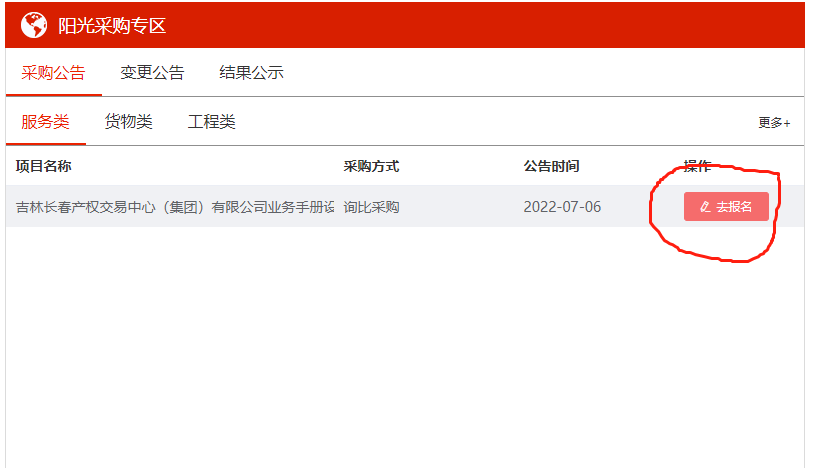 阳光采购专区
采购公告 变更公告 结果公示
服务类 货物类 工程类 更多+
项目名称 采购方式 公告时间 操作
吉林长春产权交易中心（集团）有限公司业务手册设 询比采购 2022-07-06 去报名